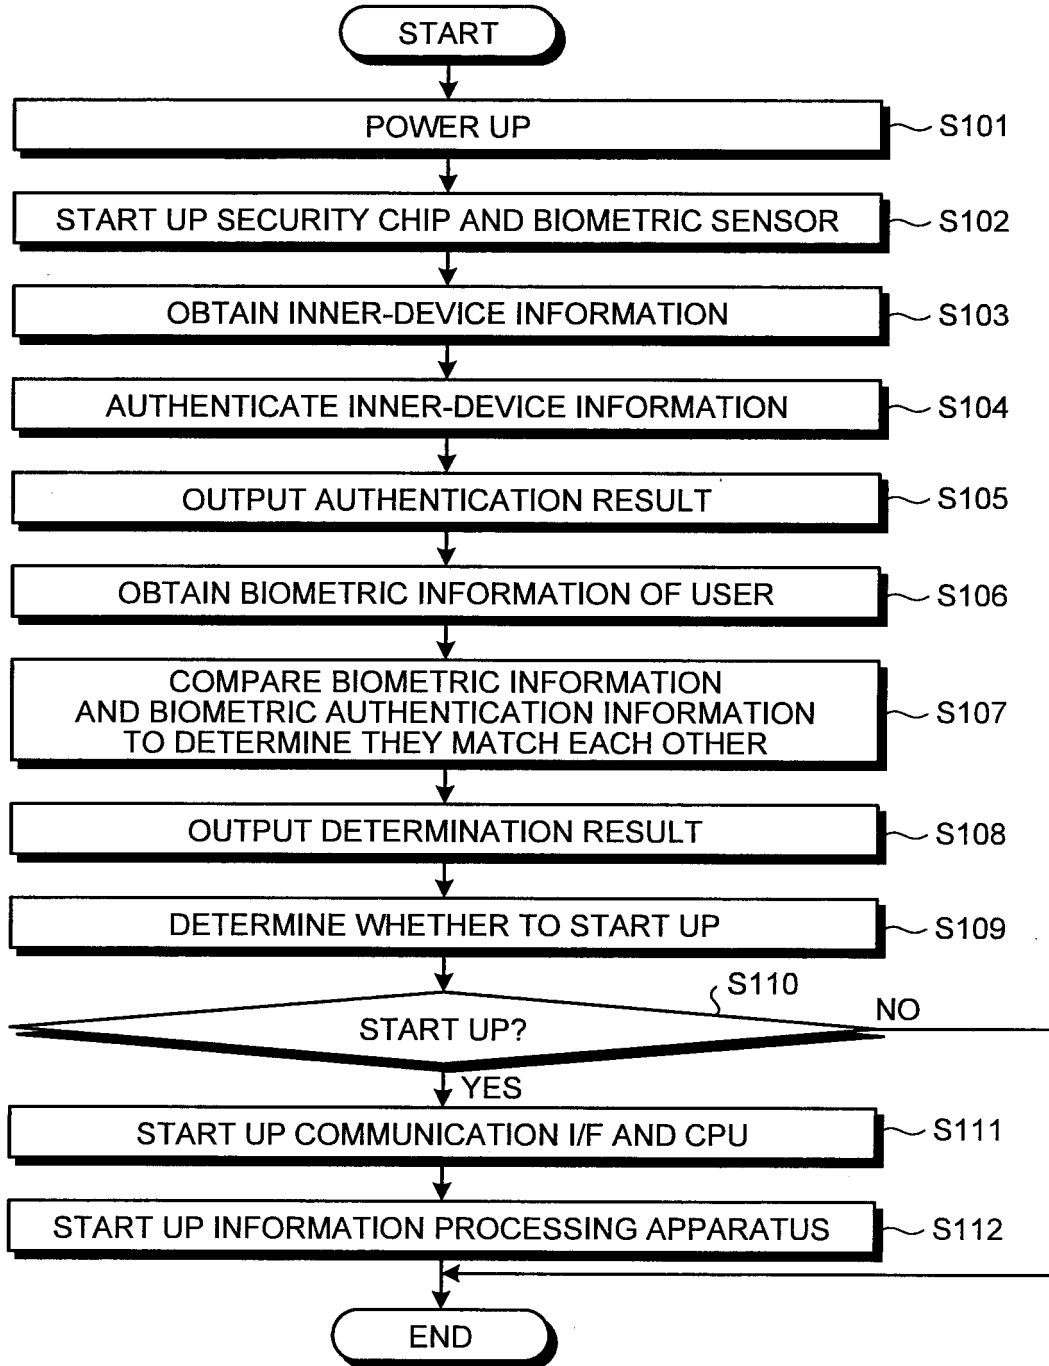 START
POWER UP
S101
START UP SECURITY CHIP AND BIOMETRIC SENSOR
S102
OBTAIN INNER-DEVICE INFORMATION
S103
AUTHENTICATE INNER-DEVICE INFORMATION
S104
OUTPUT AUTHENTICATION RESULT
S105
OBTAIN BIOMETRIC INFORMATION OF USER
S106
COMPARE BIOMETRIC INFORMATION
AND BIOMETRIC AUTHENTICATION INFORMATION
TO DETERMINE THEY MATCH EACH OTHER
S107
OUTPUT DETERMINATION RESULT
S108
DETERMINE WHETHER TO START UP
S109
S110
START UP?
NO
YES
START UP COMMUNICATION I/F AND CPU
S111
START UP INFORMATION PROCESSING APPARATUS
S112
END